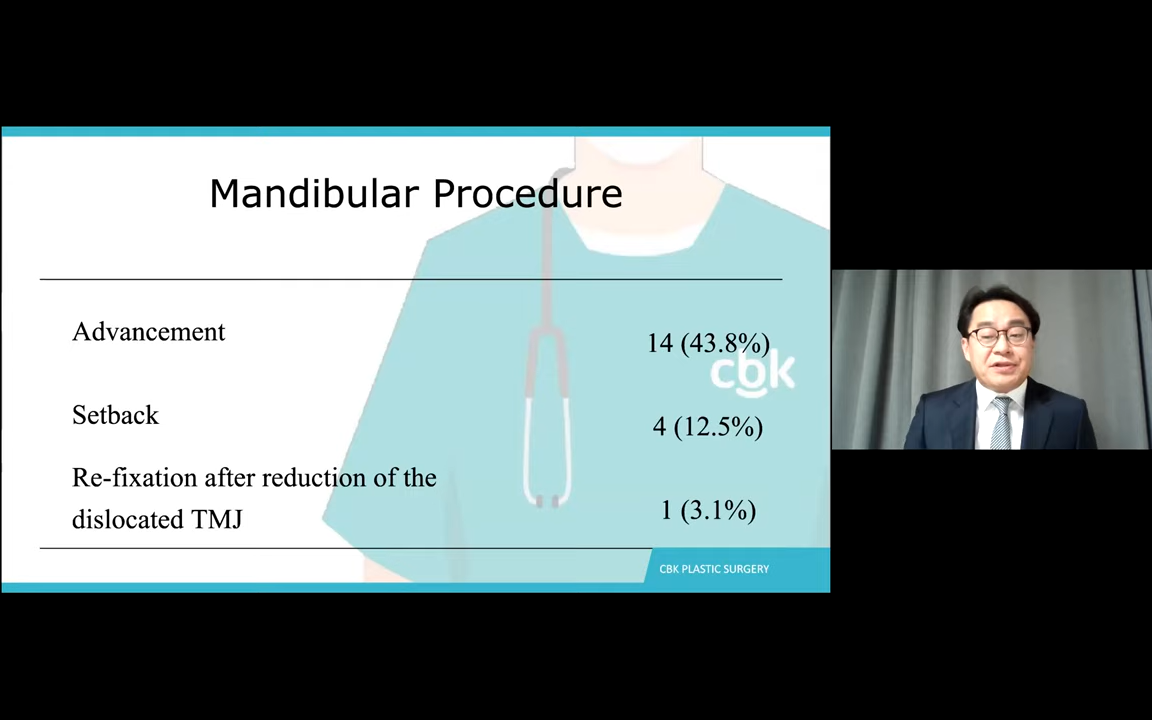 Mandibular Procedure
Advancement 14 (43.8%)
cbk
Setback 4 (12.5%)
Re-fixation after reduction of the
dislocated TMJ 1 (3.1%)
CBK PLASTIC SURGERY